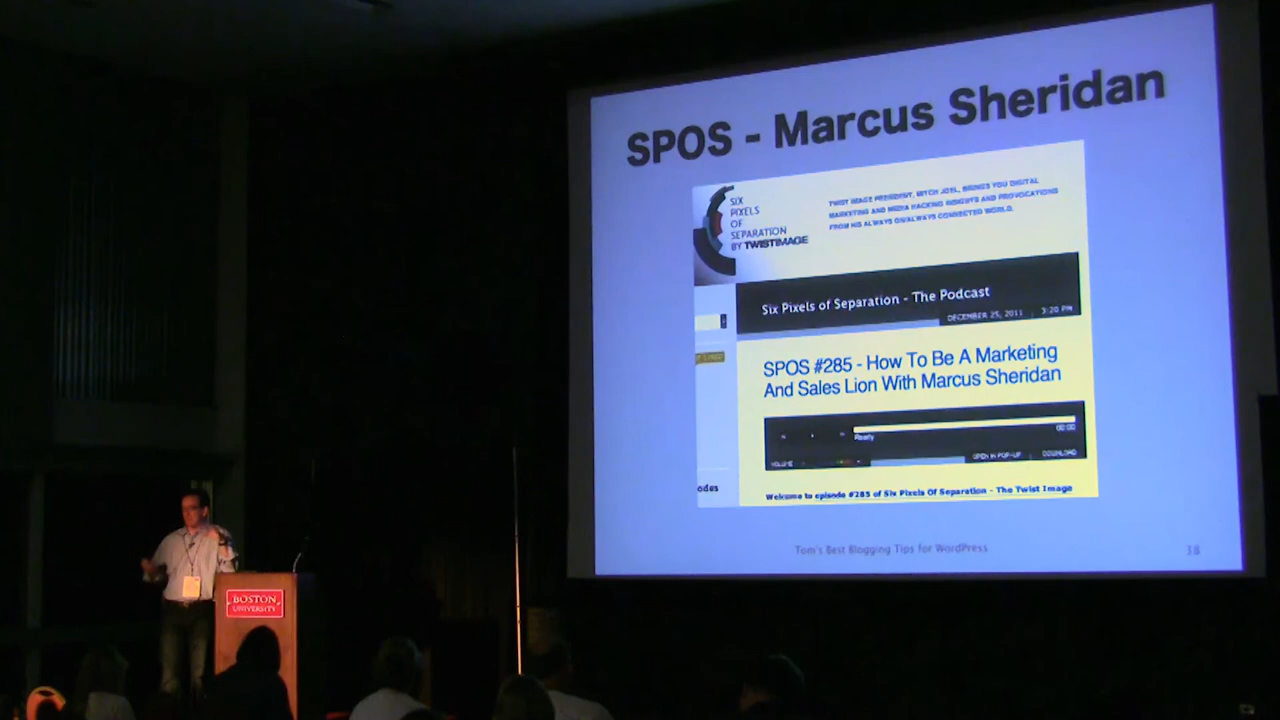 SPOS - Marcus Sheridan
SIX
PIXELS
OF
SEPARATION
BY TWISTIMAGE
TWIST IMAGE PRESIDENT, MITCH JOEL, BRINGS YOU DIGITAL
MARKETING AND MEDIA HACKING INSIGHTS AND PROVOCATIONS
FROM HIS ALWAYS ON/ALWAYS CONNECTED WORLD.
Six Pixels of Separation - The Podcast
DECEMBER 25, 2011 | 3:20 PM
SPOS #285 - How To Be A Marketing
And Sales Lion With Marcus Sheridan
Ready
00:00
VOLUME
OPEN IN POP-UP | DOWNLOAD
odes
Welcome to episode #285 of Six Pixels Of Separation - The Twist Image
Tom's Best Blogging Tips for WordPress
38
BOSTON
UNIVERSITY